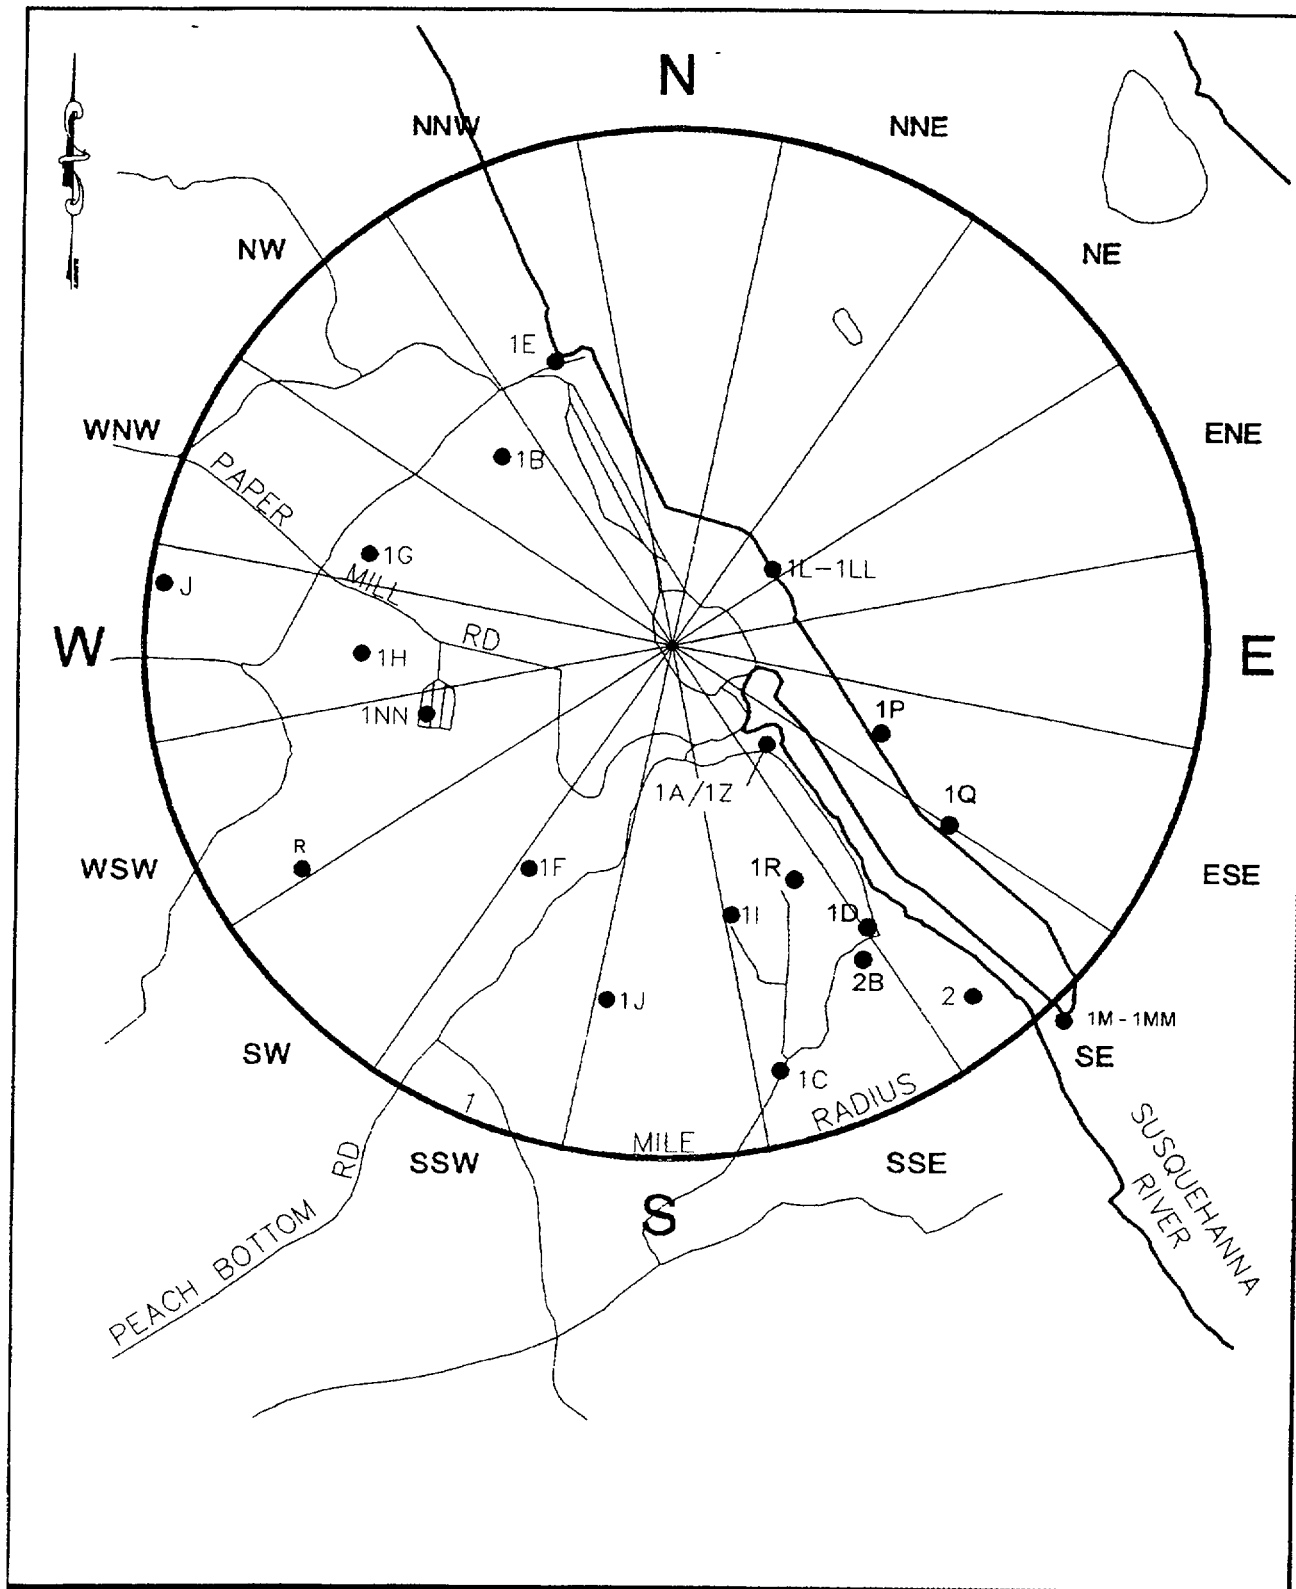 N
NNW
NNE
NW
NE
1E
WNW
ENE
PAPER
1B
1G
MILL
1L-1LL
J
RD
W
E
1H
1NN
1P
1A/1Z
1Q
R
1F
1R
WSW
ESE
1I
1D
2B
2
1J
1M - 1MM
SW
SE
1C
1
MILE
RADIUS
SSW
SSE
S
SUSQUEHANNA
RIVER
PEACH BOTTOM RD